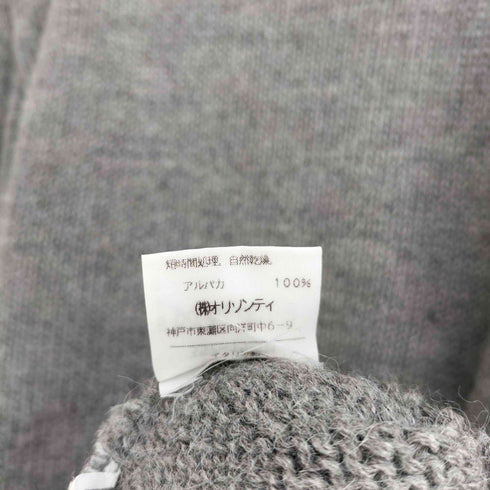 短時間処理、自然乾燥
アルパカ 100%
㈱オリゾンティ
神戸市東灘区向洋町中6-9